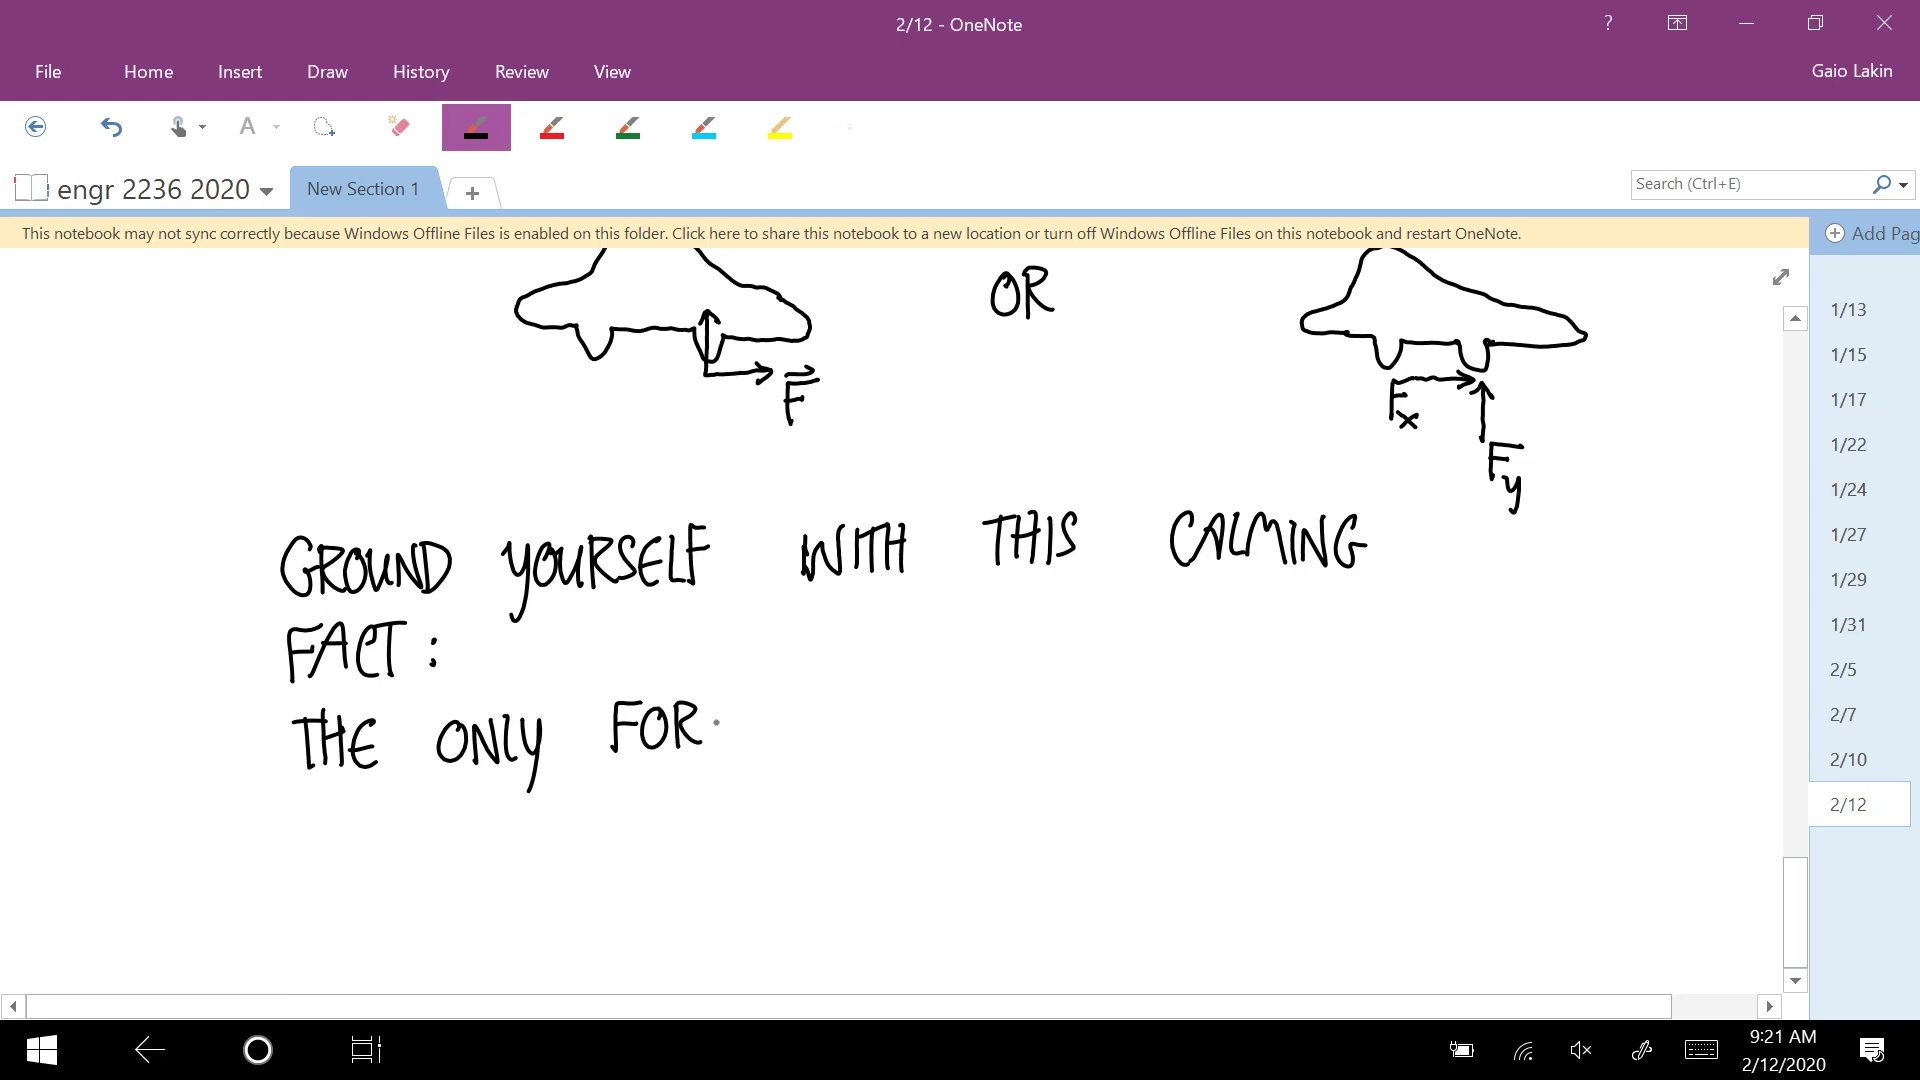 2/12 - OneNote
?
File Home Insert Draw History Review View
Gaio Lakin
A
engr 2236 2020
New Section 1
+
Search (Ctrl+E)
This notebook may not sync correctly because Windows Offline Files is enabled on this folder. Click here to share this notebook to a new location or turn off Windows Offline Files on this notebook and restart OneNote.
Add Pag
OR
F
Fx
Fy
GROUND YOURSELF WITH THIS CALMING
FACT:
THE ONLY FOR
1/13
1/15
1/17
1/22
1/24
1/27
1/29
1/31
2/5
2/7
2/10
2/12
9:21 AM
2/12/2020